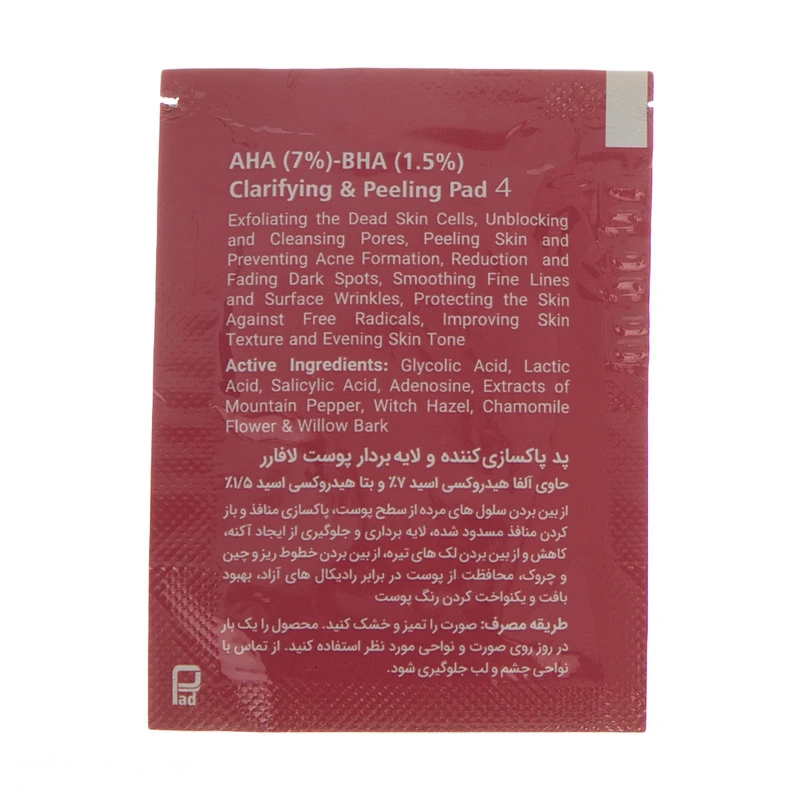 AHA (7%)-BHA (1.5%)
Clarifying & Peeling Pad 4
Exfoliating the Dead Skin Cells, Unblocking
and Cleansing Pores, Peeling Skin and
Preventing Acne Formation, Reduction and
Fading Dark Spots, Smoothing Fine Lines
and Surface Wrinkles, Protecting the Skin
Against Free Radicals, Improving Skin
Texture and Evening Skin Tone
Active Ingredients: Glycolic Acid, Lactic
Acid, Salicylic Acid, Adenosine, Extracts of
Mountain Pepper, Witch Hazel, Chamomile
Flower & Willow Bark
پد پاکسازی‌کننده و لایه‌بردار پوست لافارر
حاوی آلفا هیدروکسی اسید ۷٪ و بتا هیدروکسی اسید ۱/۵٪
از بین بردن سلول های مرده از سطح پوست، پاکسازی منافذ و باز
کردن منافذ مسدود شده، لایه برداری و جلوگیری از ایجاد آکنه،
کاهش و از بین بردن لک های تیره، از بین بردن خطوط ریز و چین
و چروک، محافظت از پوست در برابر رادیکال های آزاد، بهبود
بافت و یکنواخت کردن رنگ پوست
طریقه مصرف: صورت را تمیز و خشک کنید. محصول را یک بار
در روز روی صورت و نواحی مورد نظر استفاده کنید. از تماس با
نواحی چشم و لب جلوگیری شود.
Pad